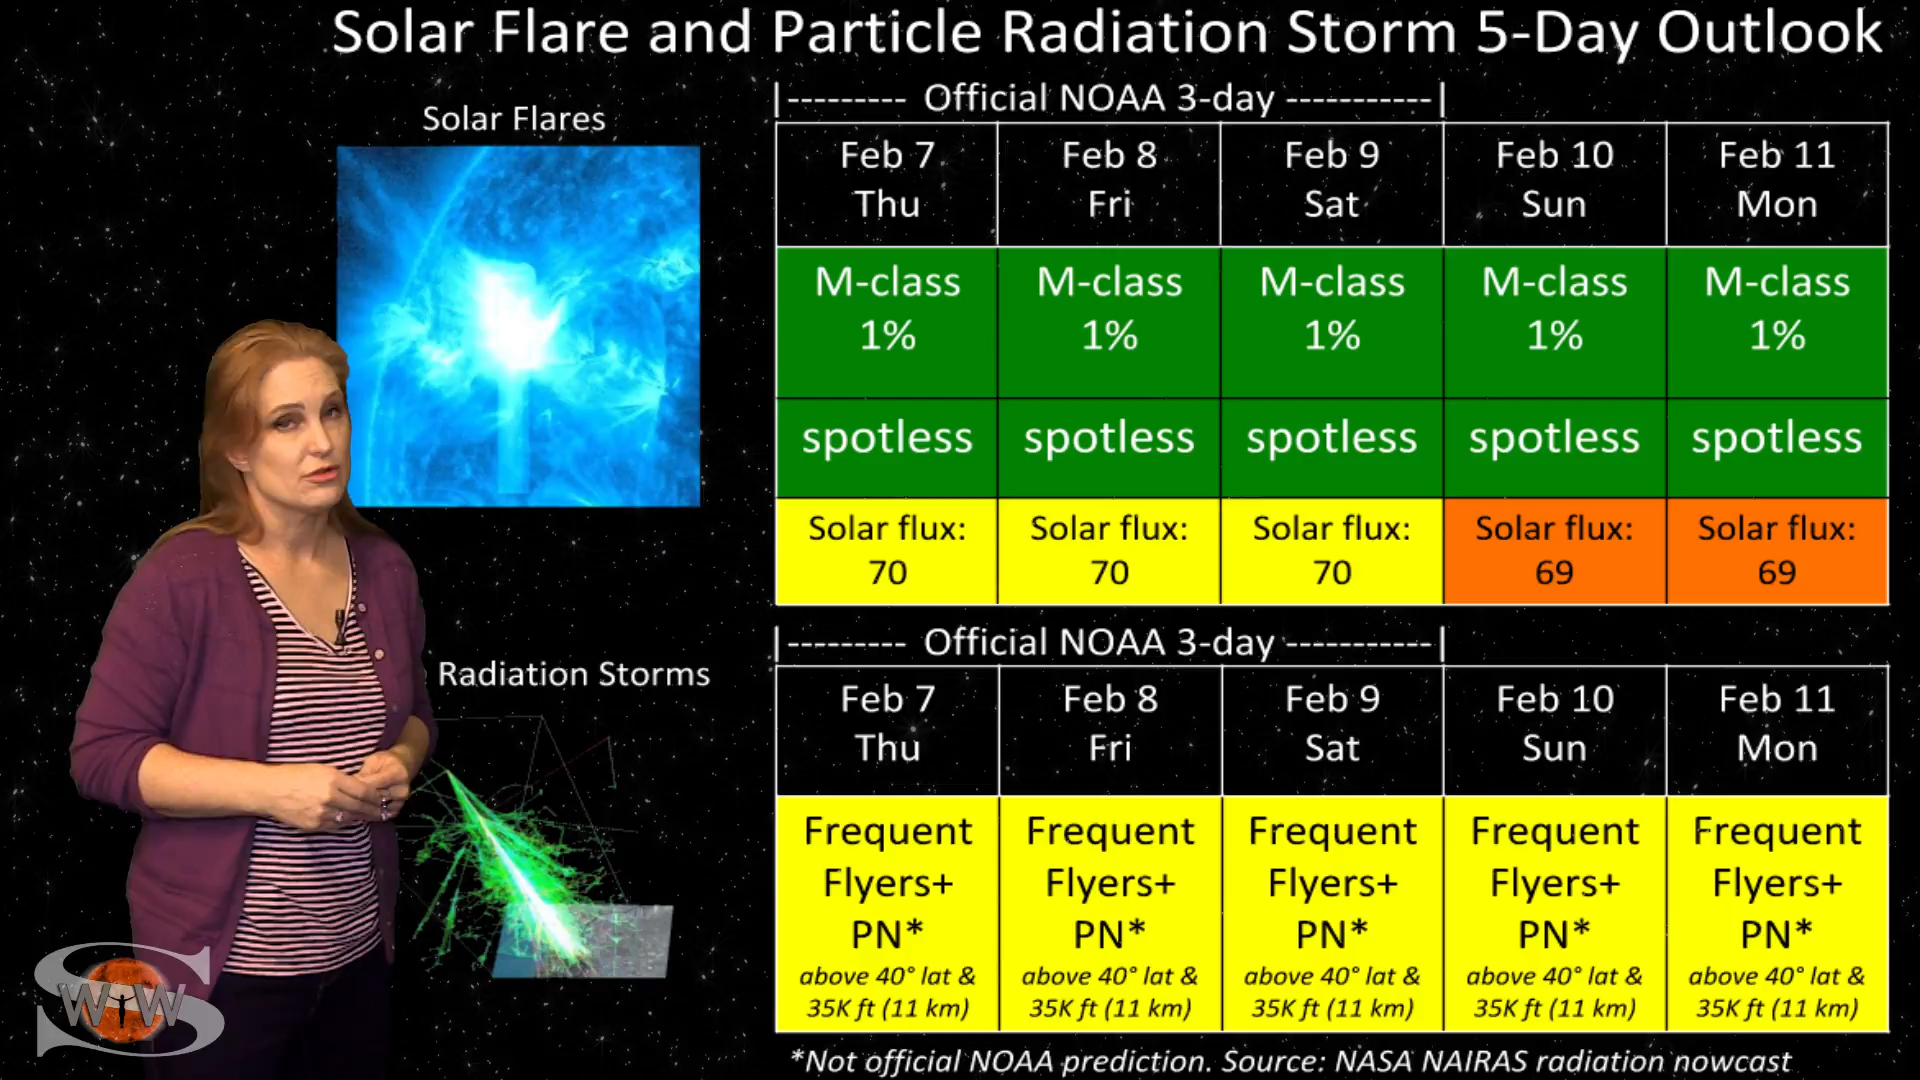 Solar Flare and Particle Radiation Storm 5-Day Outlook
Solar Flares
|--------- Official NOAA 3-day -----------|
Feb 7 Feb 8 Feb 9 Feb 10 Feb 11
Thu Fri Sat Sun Mon
M-class M-class M-class M-class M-class
1% 1% 1% 1% 1%
spotless spotless spotless spotless spotless
Solar flux: Solar flux: Solar flux: Solar flux: Solar flux:
70 70 70 69 69
Radiation Storms
|--------- Official NOAA 3-day -----------|
Feb 7 Feb 8 Feb 9 Feb 10 Feb 11
Thu Fri Sat Sun Mon
Frequent Frequent Frequent Frequent Frequent
Flyers+ Flyers+ Flyers+ Flyers+ Flyers+
PN* PN* PN* PN* PN*
above 40° lat & above 40° lat & above 40° lat & above 40° lat & above 40° lat &
35K ft (11 km) 35K ft (11 km) 35K ft (11 km) 35K ft (11 km) 35K ft (11 km)
*Not official NOAA prediction. Source: NASA NAIRAS radiation nowcast
S
WTW